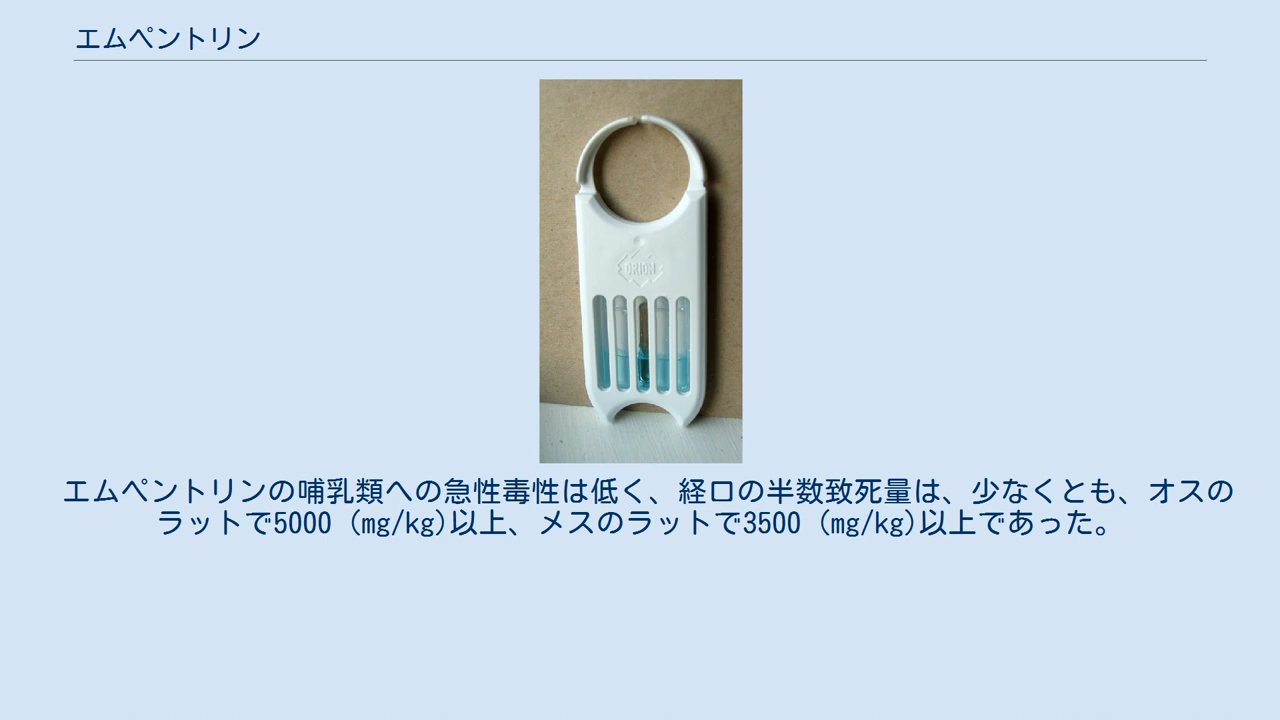 エムペントリン
ORION
エムペントリンの哺乳類への急性毒性は低く、経口の半数致死量は、少なくとも、オスの
ラットで5000 (mg/kg)以上、メスのラットで3500 (mg/kg)以上であった。